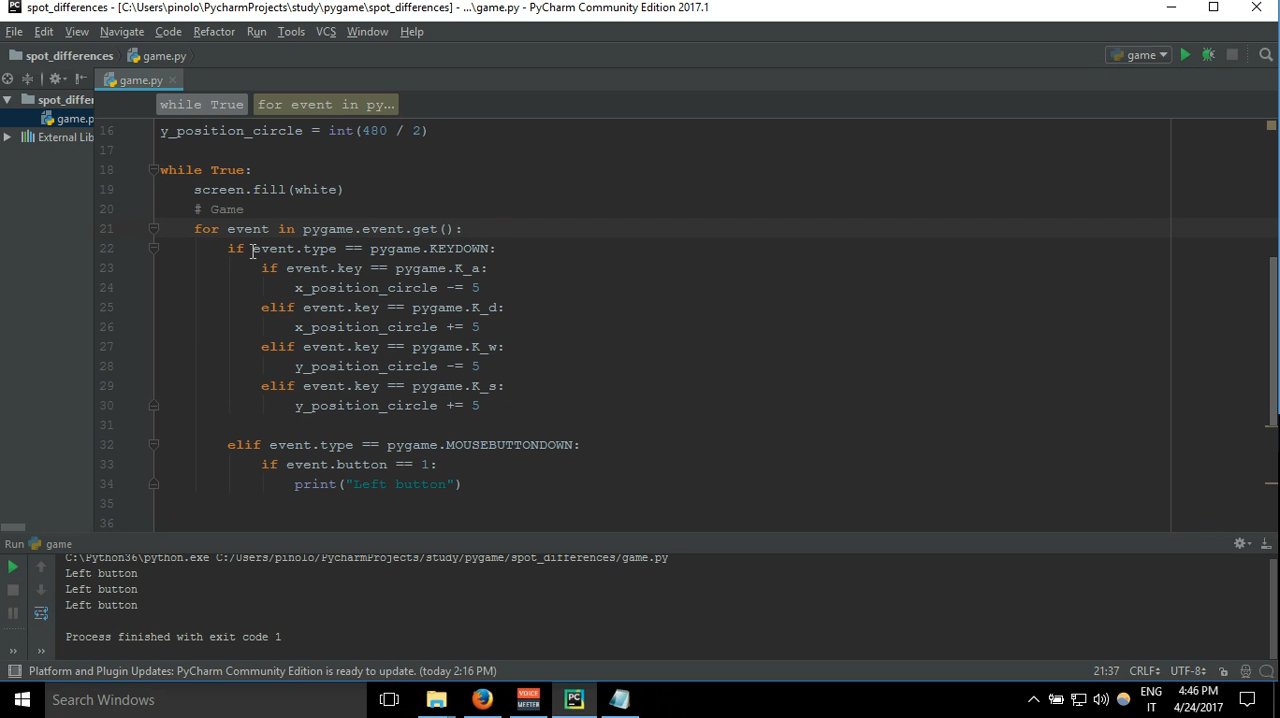 spot_differences - [C:\Users\pinolo\PycharmProjects\study\pygame\spot_differences] - ...\game.py - PyCharm Community Edition 2017.1
File Edit View Navigate Code Refactor Run Tools VCS Window Help
spot_differences game.py game
game.py
while True for event in py...
spot_differ
game.p
External Lib
16 y_position_circle = int(480 / 2)
17
18 while True:
19 screen.fill(white)
20 # Game
21 for event in pygame.event.get():
22 if event.type == pygame.KEYDOWN:
23 if event.key == pygame.K_a:
24 x_position_circle -= 5
25 elif event.key == pygame.K_d:
26 x_position_circle += 5
27 elif event.key == pygame.K_w:
28 y_position_circle -= 5
29 elif event.key == pygame.K_s:
30 y_position_circle += 5
31
32 elif event.type == pygame.MOUSEBUTTONDOWN:
33 if event.button == 1:
34 print("Left button")
35
36
Run game
C:\Python36\python.exe C:/Users/pinolo/PycharmProjects/study/pygame/spot_differences/game.py
Left button
Left button
Left button
Process finished with exit code 1
Platform and Plugin Updates: PyCharm Community Edition is ready to update. (today 2:16 PM) 21:37 CRLF UTF-8
Search Windows
VOICE MEETER
PC
ENG
IT
4:46 PM
4/24/2017